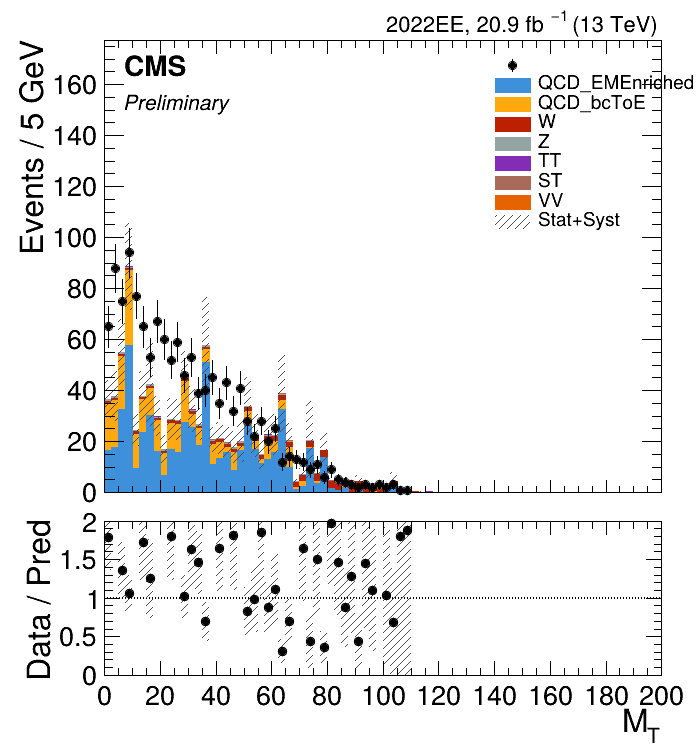 2022EE, 20.9 fb⁻¹ (13 TeV)
CMS
Preliminary
QCD_EMEnriched
QCD_bcToE
W
Z
TT
ST
VV
Stat+Syst
Events / 5 GeV
160
140
120
100
80
60
40
20
0
Data / Pred
2
1.5
1
0.5
0
0 20 40 60 80 100 120 140 160 180 200
M_T